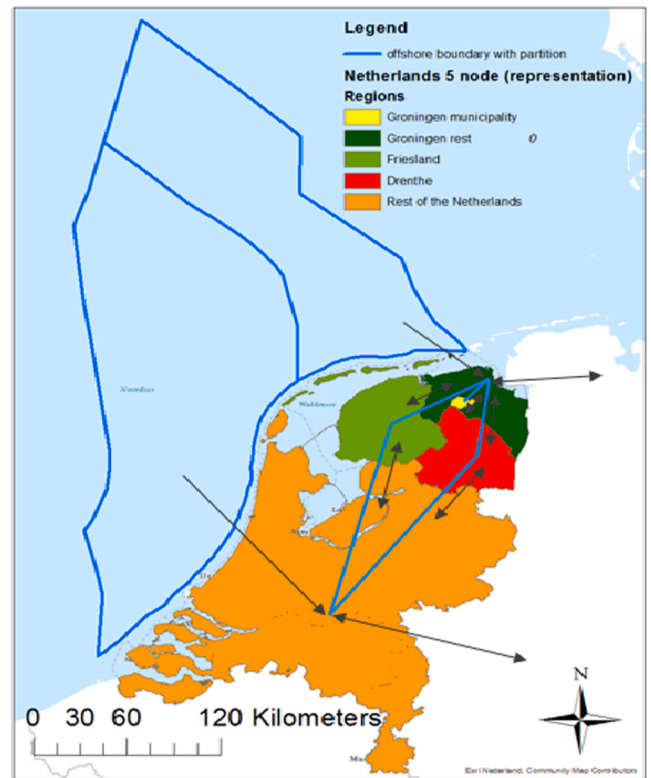 Legend
offshore boundary with partition
Netherlands 5 node (representation)
Regions
Groningen municipality
Groningen rest
Friesland
Drenthe
Rest of the Netherlands
N
0 30 60 120 Kilometers
Esri Nederland, Community Map Contributors